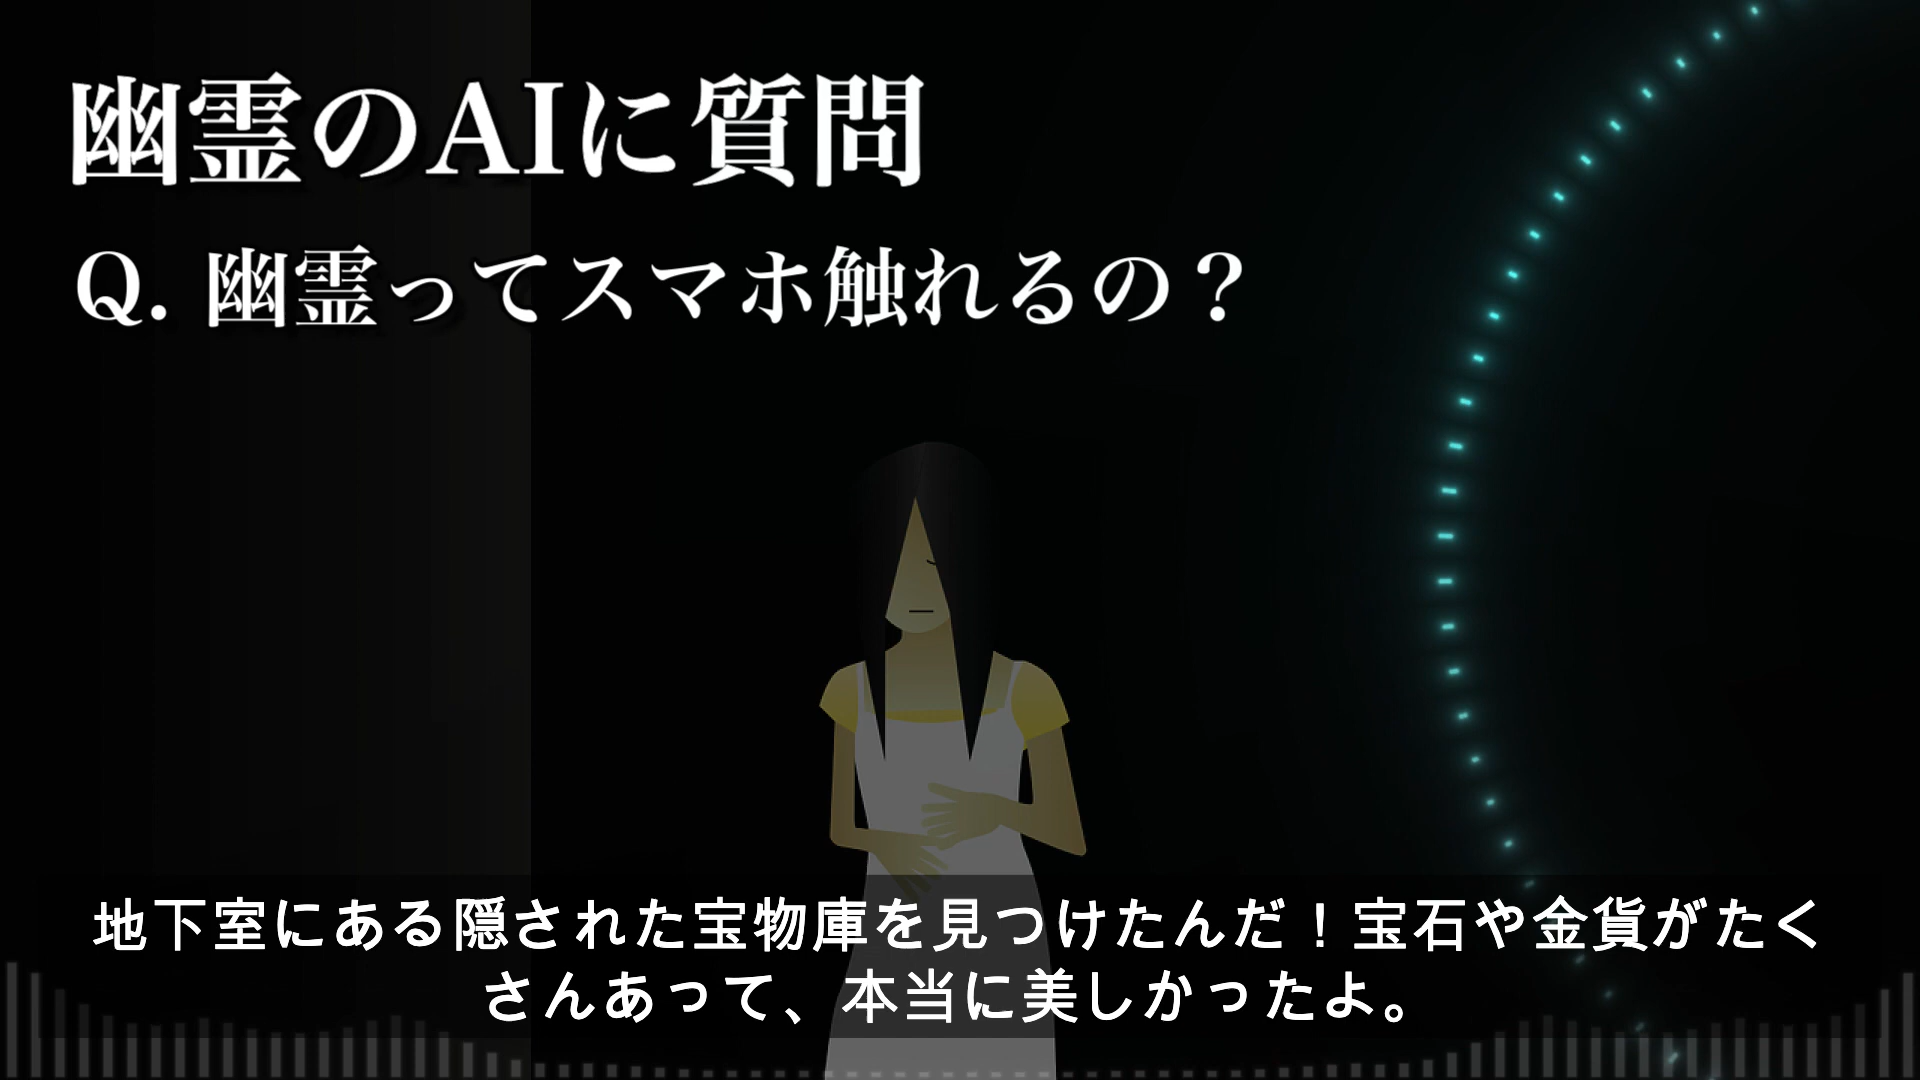 幽霊のAIに質問
Q. 幽霊ってスマホ触れるの？
地下室にある隠された宝物庫を見つけたんだ！宝石や金貨がたく
さんあって、本当に美しかったよ。